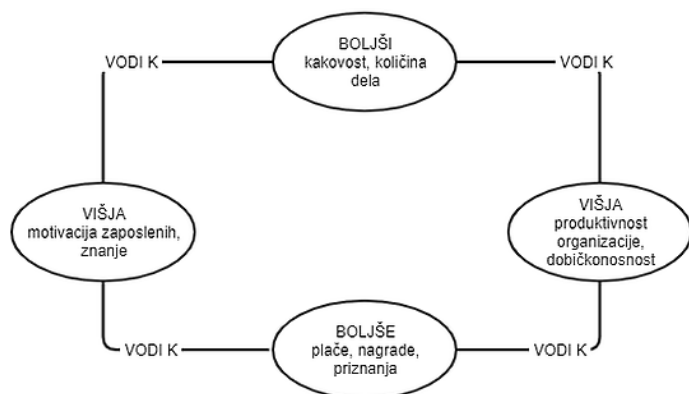 BOLJŠI
kakovost, količina
dela
VODI K
VODI K
VIŠJA
motivacija zaposlenih,
znanje
VIŠJA
produktivnost
organizacije,
dobičkonosnost
BOLJŠE
plače, nagrade,
priznanja
VODI K
VODI K